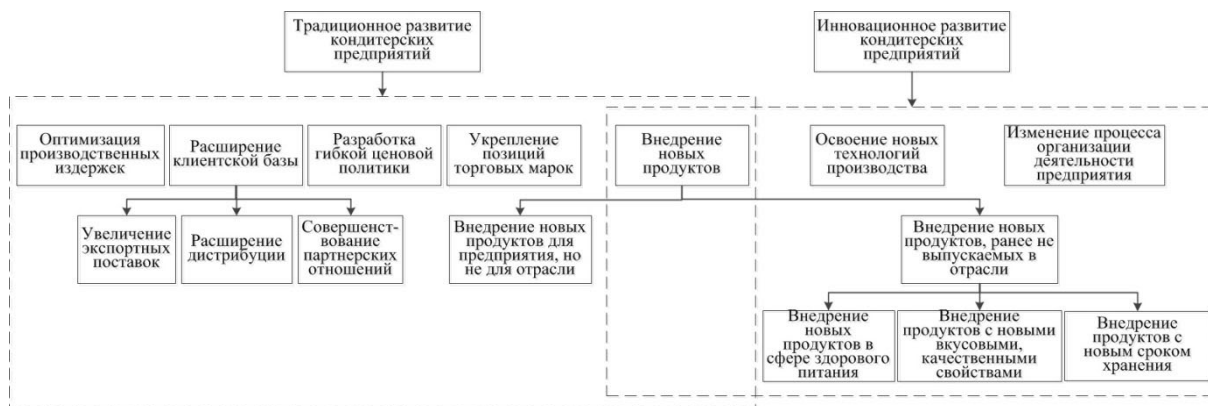 Традиционное развитие
кондитерских
предприятий
Инновационное развитие
кондитерских
предприятий
Оптимизация
производственных
издержек
Расширение
клиентской базы
Разработка
гибкой ценовой
политики
Укрепление
позиций
торговых марок
Внедрение
новых
продуктов
Освоение новых
технологий
производства
Изменение процесса
организации
деятельности
предприятия
Увеличение
экспортных
поставок
Расширение
дистрибуции
Совершенст-
вование
партнерских
отношений
Внедрение новых
продуктов для
предприятия, но
не для отрасли
Внедрение новых
продуктов, ранее не
выпускаемых в
отрасли
Внедрение
новых
продуктов в
сфере здорового
питания
Внедрение
продуктов с новыми
вкусовыми,
качественными
свойствами
Внедрение
продуктов с
новым сроком
хранения